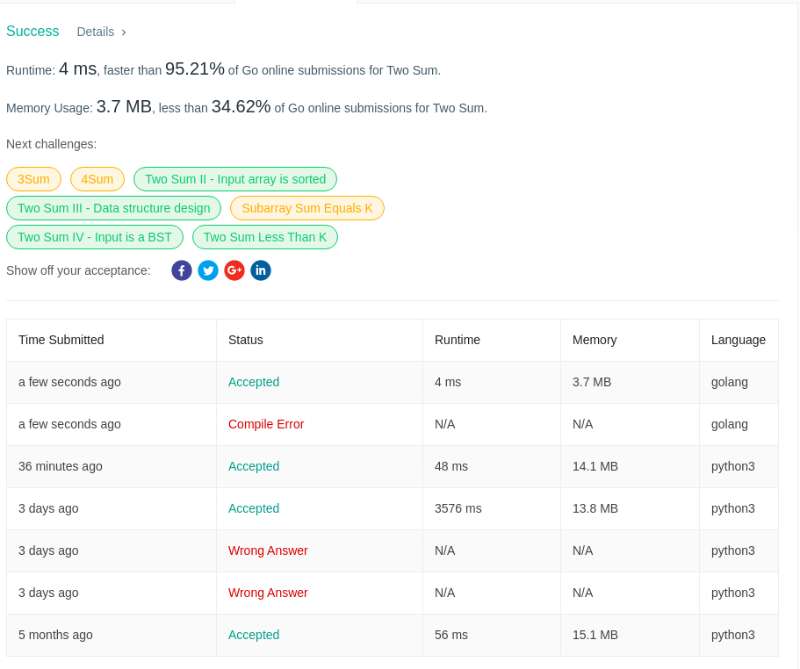 Success Details ›
Runtime: 4 ms, faster than 95.21% of Go online submissions for Two Sum.
Memory Usage: 3.7 MB, less than 34.62% of Go online submissions for Two Sum.
Next challenges:
3Sum 4Sum Two Sum II - Input array is sorted
Two Sum III - Data structure design Subarray Sum Equals K
Two Sum IV - Input is a BST Two Sum Less Than K
Show off your acceptance: f G+ in
Time Submitted Status Runtime Memory Language
a few seconds ago Accepted 4 ms 3.7 MB golang
a few seconds ago Compile Error N/A N/A golang
36 minutes ago Accepted 48 ms 14.1 MB python3
3 days ago Accepted 3576 ms 13.8 MB python3
3 days ago Wrong Answer N/A N/A python3
3 days ago Wrong Answer N/A N/A python3
5 months ago Accepted 56 ms 15.1 MB python3